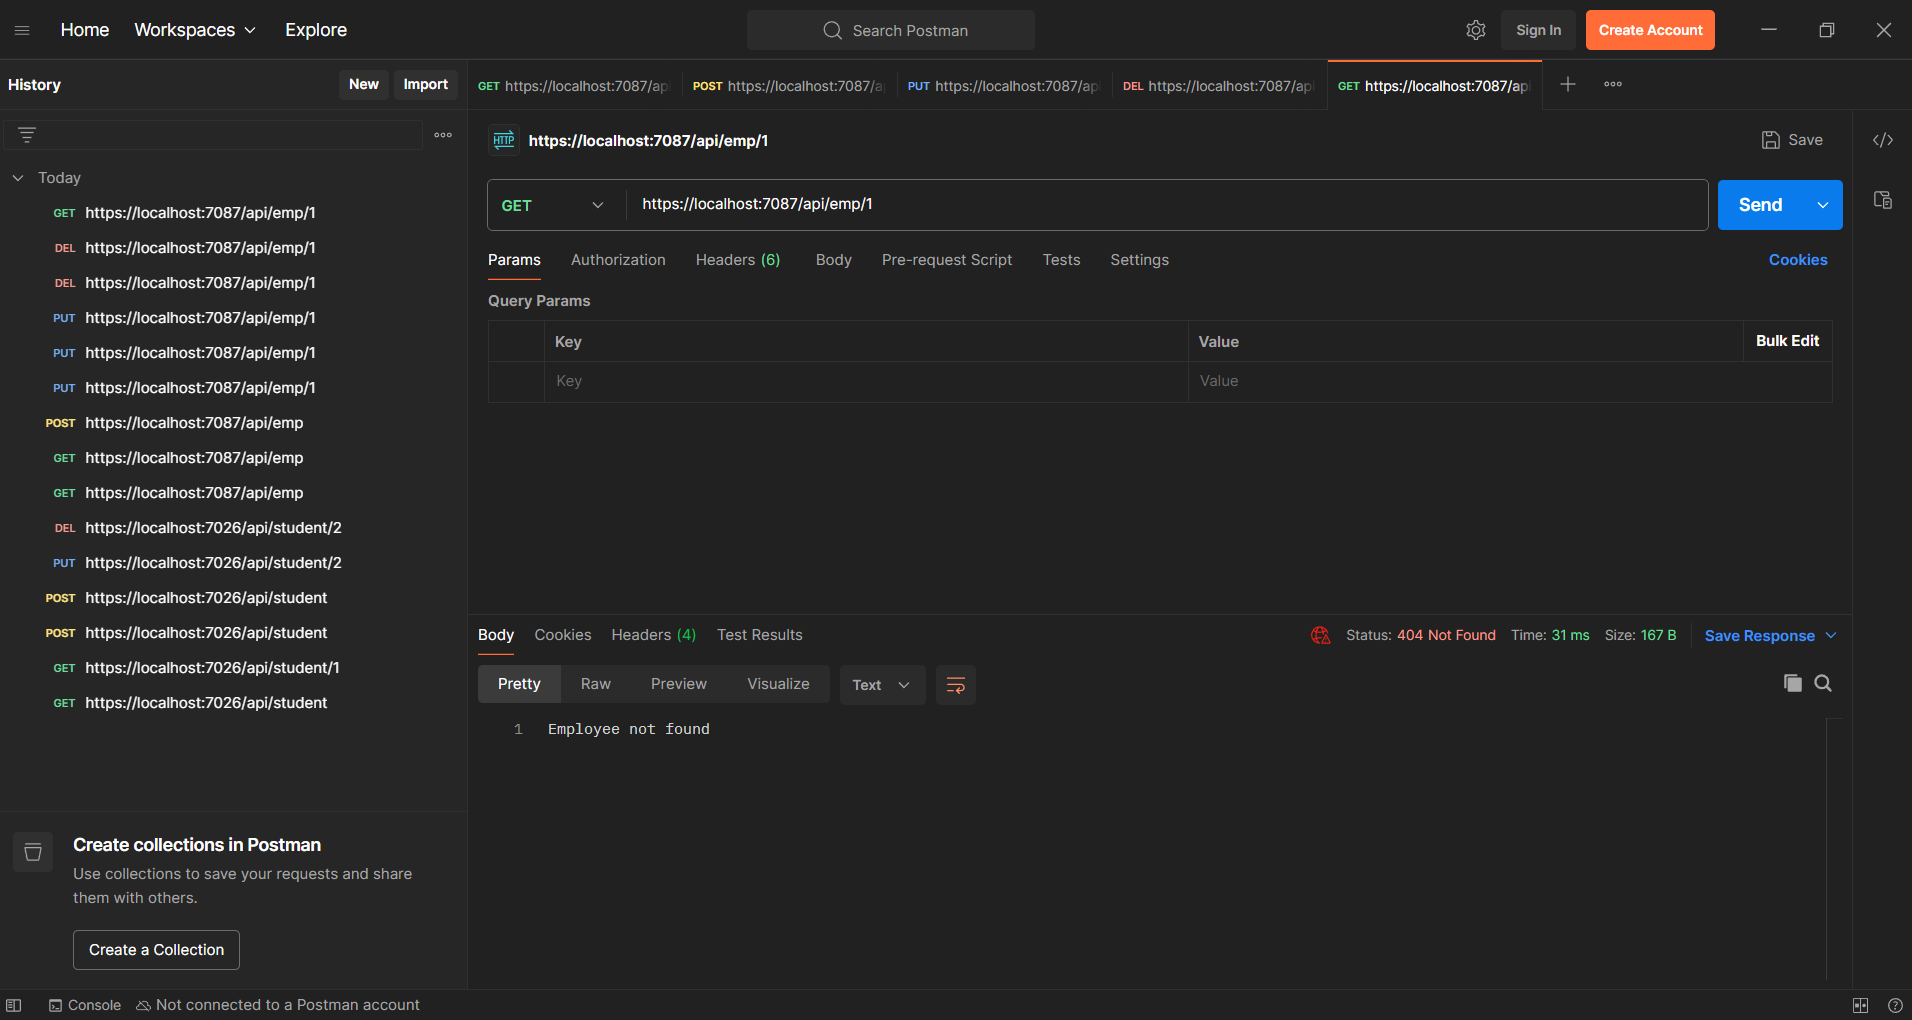 Home Workspaces Explore Search Postman Sign In Create Account
History New Import
GET https://localhost:7087/ap POST https://localhost:7087/a PUT https://localhost:7087/ap DEL https://localhost:7087/api GET https://localhost:7087/api
HTTP https://localhost:7087/api/emp/1 Save
Today
GET https://localhost:7087/api/emp/1
DEL https://localhost:7087/api/emp/1
DEL https://localhost:7087/api/emp/1
PUT https://localhost:7087/api/emp/1
PUT https://localhost:7087/api/emp/1
PUT https://localhost:7087/api/emp/1
POST https://localhost:7087/api/emp
GET https://localhost:7087/api/emp
GET https://localhost:7087/api/emp
DEL https://localhost:7026/api/student/2
PUT https://localhost:7026/api/student/2
POST https://localhost:7026/api/student
POST https://localhost:7026/api/student
GET https://localhost:7026/api/student/1
GET https://localhost:7026/api/student
Create collections in Postman
Use collections to save your requests and share
them with others.
Create a Collection
GET https://localhost:7087/api/emp/1 Send
Params Authorization Headers (6) Body Pre-request Script Tests Settings Cookies
Query Params
Key Value Bulk Edit
Key Value
Body Cookies Headers (4) Test Results Status: 404 Not Found Time: 31 ms Size: 167 B Save Response
Pretty Raw Preview Visualize Text
1 Employee not found
Console Not connected to a Postman account